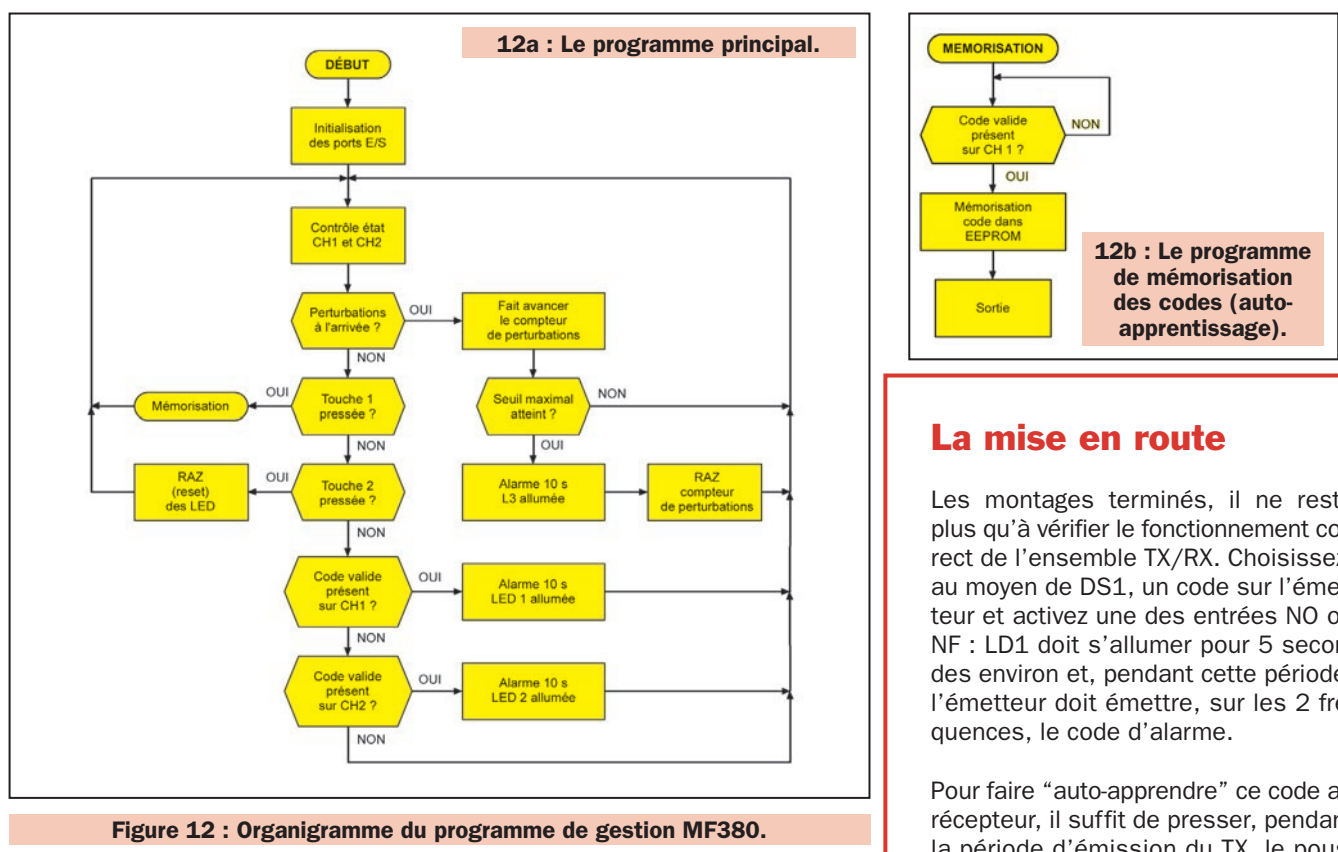 12a : Le programme principal.
DÉBUT
Initialisation
des ports E/S
Contrôle état
CH1 et CH2
Perturbations
à l'arrivée ?
OUI
Fait avancer
le compteur
de perturbations
NON
Touche 1
pressée ?
OUI
Mémorisation
Seuil maximal
atteint ?
NON
OUI
NON
Touche 2
pressée ?
OUI
RAZ
(reset)
des LED
Alarme 10 s
L3 allumée
RAZ
compteur
de perturbations
NON
Code valide
présent
sur CH1 ?
OUI
Alarme 10 s
LED 1 allumée
NON
Code valide
présent
sur CH2 ?
OUI
Alarme 10 s
LED 2 allumée
NON
Figure 12 : Organigramme du programme de gestion MF380.
MEMORISATION
Code valide
présent
sur CH 1 ?
NON
OUI
Mémorisation
code dans
EEPROM
Sortie
12b : Le programme
de mémorisation
des codes (auto-
apprentissage).
La mise en route
Les montages terminés, il ne rest
plus qu'à vérifier le fonctionnement co
rect de l'ensemble TX/RX. Choisissez
au moyen de DS1, un code sur l'éme
teur et activez une des entrées NO o
NF : LD1 doit s'allumer pour 5 secon
des environ et, pendant cette période
l'émetteur doit émettre, sur les 2 fré
quences, le code d'alarme.
Pour faire “auto-apprendre” ce code a
récepteur, il suffit de presser, pendan
la période d'émission du TX, le pous